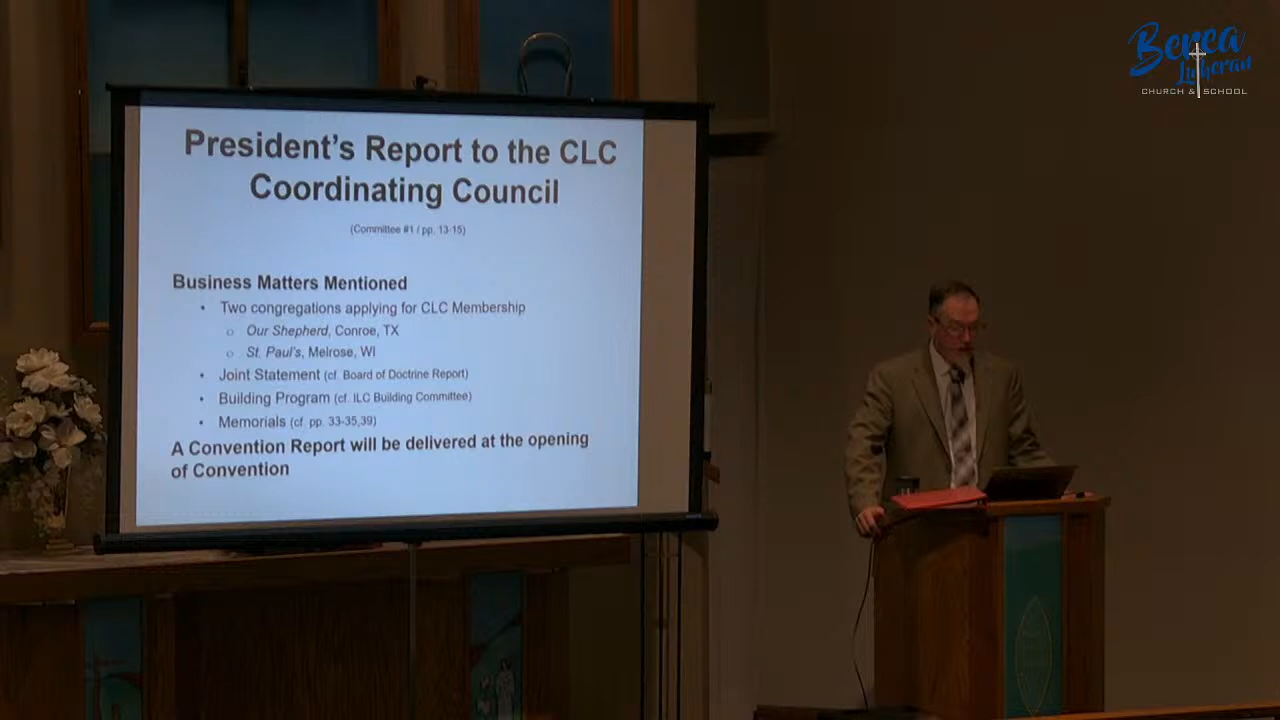 Berea
Lutheran
CHURCH & SCHOOL
President's Report to the CLC
Coordinating Council
(Committee #1 / pp. 13-15)
Business Matters Mentioned
• Two congregations applying for CLC Membership
○ Our Shepherd, Conroe, TX
○ St. Paul's, Melrose, WI
• Joint Statement (cf. Board of Doctrine Report)
• Building Program (cf. ILC Building Committee)
• Memorials (cf. pp. 33-35,39)
A Convention Report will be delivered at the opening
of Convention